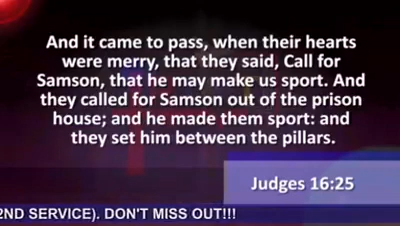 And it came to pass, when their hearts
were merry, that they said, Call for
Samson, that he may make us sport. And
they called for Samson out of the prison
house; and he made them sport: and
they set him between the pillars.
Judges 16:25
2ND SERVICE). DON'T MISS OUT!!!